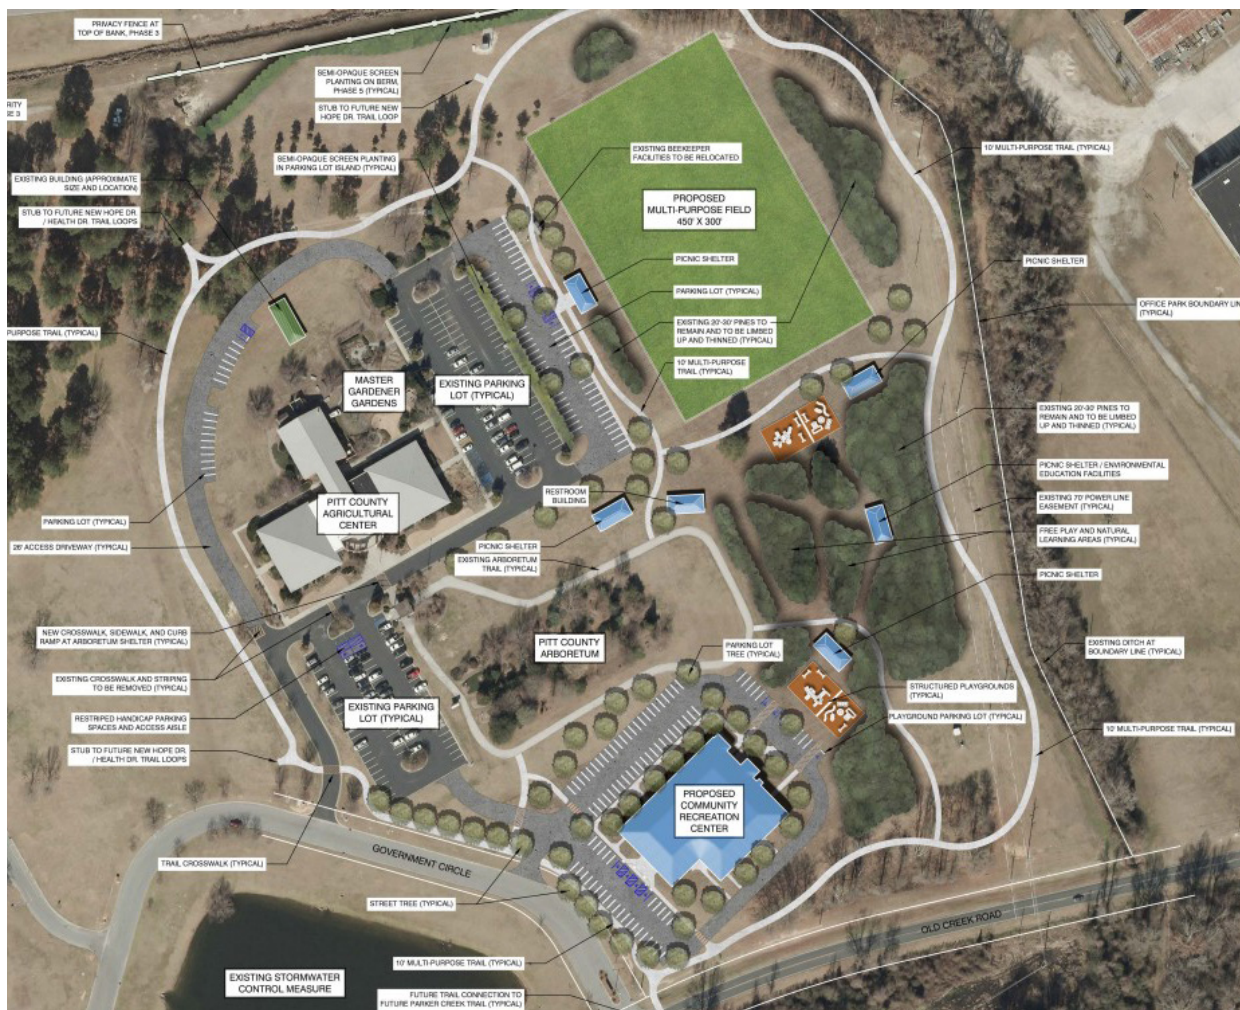 PRIVACY FENCE AT
TOP OF BANK, PHASE 3
SEMI-OPAQUE SCREEN
PLANTING ON BERM,
PHASE 5 (TYPICAL)
STUB TO FUTURE NEW
HOPE DR. TRAIL LOOP
SEMI-OPAQUE SCREEN PLANTING
IN PARKING LOT ISLAND (TYPICAL)
EXISTING BUILDING (APPROXIMATE
SIZE AND LOCATION)
STUB TO FUTURE NEW HOPE DR.
/ HEALTH DR. TRAIL LOOPS
PURPOSE TRAIL (TYPICAL)
EXISTING BEEKEEPER
FACILITIES TO BE RELOCATED
PROPOSED
MULTI-PURPOSE FIELD
450' X 300'
10' MULTI-PURPOSE TRAIL (TYPICAL)
PICNIC SHELTER
PICNIC SHELTER
PARKING LOT (TYPICAL)
OFFICE PARK BOUNDARY LIN
(TYPICAL)
EXISTING 20'-30' PINES TO
REMAIN AND TO BE LIMBED
UP AND THINNED (TYPICAL)
10' MULTI-PURPOSE
TRAIL (TYPICAL)
MASTER
GARDENER
GARDENS
EXISTING PARKING
LOT (TYPICAL)
EXISTING 20'-30' PINES TO
REMAIN AND TO BE LIMBED
UP AND THINNED (TYPICAL)
PICNIC SHELTER / ENVIRONMENTAL
EDUCATION FACILITIES
PITT COUNTY
AGRICULTURAL
CENTER
RESTROOM
BUILDING
EXISTING 70' POWER LINE
EASEMENT (TYPICAL)
PARKING LOT (TYPICAL)
FREE PLAY AND NATURAL
LEARNING AREAS (TYPICAL)
26' ACCESS DRIVEWAY (TYPICAL)
PICNIC SHELTER
EXISTING ARBORETUM
TRAIL (TYPICAL)
PICNIC SHELTER
NEW CROSSWALK, SIDEWALK, AND CURB
RAMP AT ARBORETUM SHELTER (TYPICAL)
PITT COUNTY
ARBORETUM
PARKING LOT
TREE (TYPICAL)
EXISTING DITCH AT
BOUNDARY LINE (TYPICAL)
EXISTING CROSSWALK AND STRIPING
TO BE REMOVED (TYPICAL)
STRUCTURED PLAYGROUNDS
(TYPICAL)
EXISTING PARKING
LOT (TYPICAL)
PLAYGROUND PARKING LOT (TYPICAL)
RESTRIPED HANDICAP PARKING
SPACES AND ACCESS AISLE
10' MULTI-PURPOSE TRAIL (TYPICAL)
STUB TO FUTURE NEW HOPE DR.
/ HEALTH DR. TRAIL LOOPS
PROPOSED
COMMUNITY
RECREATION
CENTER
TRAIL CROSSWALK (TYPICAL)
GOVERNMENT CIRCLE
STREET TREE (TYPICAL)
OLD CREEK ROAD
10' MULTI-PURPOSE TRAIL (TYPICAL)
EXISTING STORMWATER
CONTROL MEASURE
FUTURE TRAIL CONNECTION TO
FUTURE PARKER CREEK TRAIL (TYPICAL)